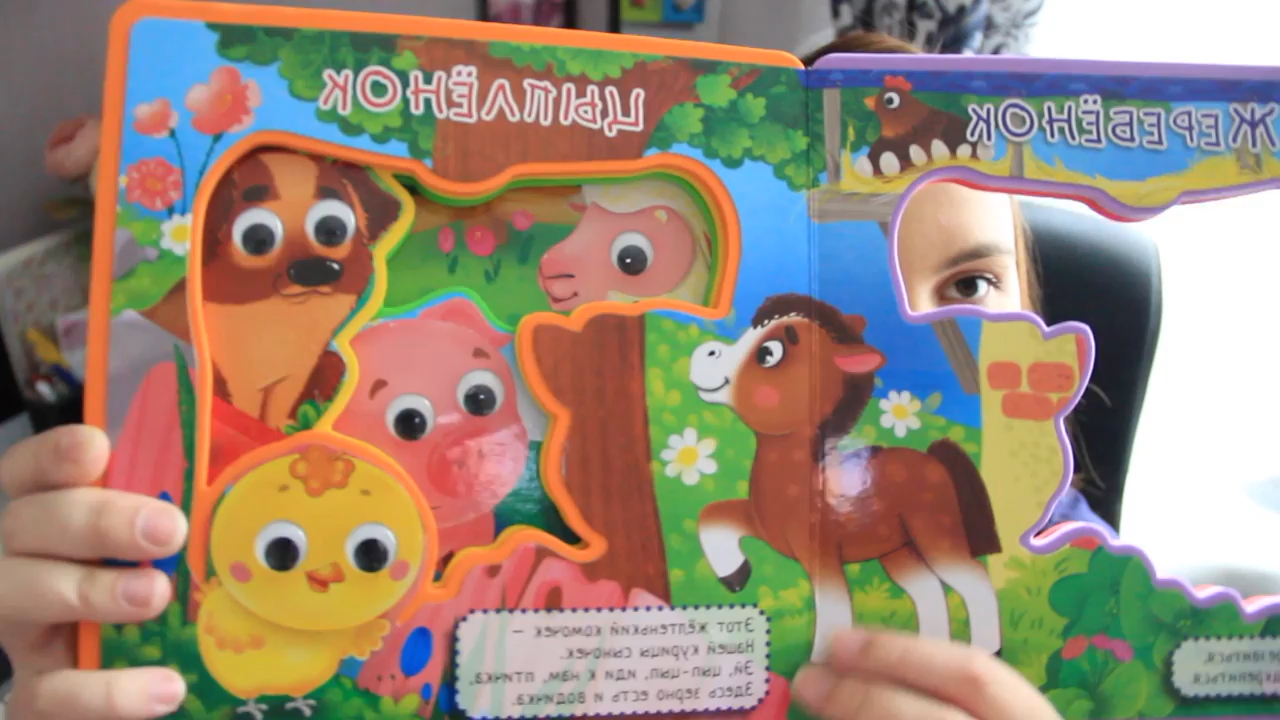 ЦЫПЛЁНОК
Этот жёлтенький комочек –
Нашей курицы сыночек.
Эй, цып-цып, иди к нам, птичка,
Здесь зерно есть и водичка.
ЖЕРЕБЁНОК